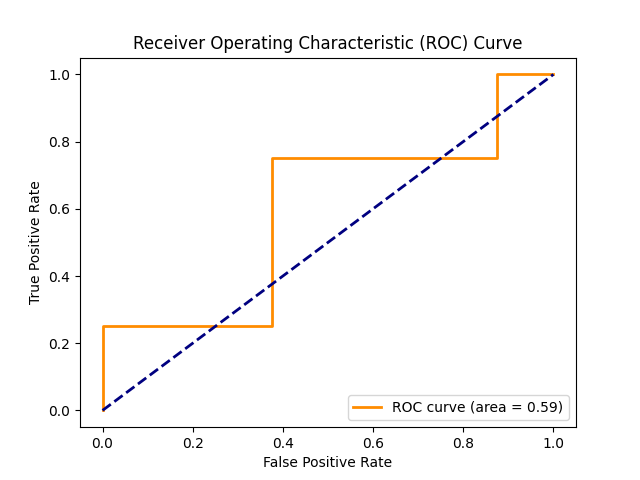 Receiver Operating Characteristic (ROC) Curve
1.0
0.8
0.6
0.4
0.2
0.0
True Positive Rate
ROC curve (area = 0.59)
0.0 0.2 0.4 0.6 0.8 1.0
False Positive Rate